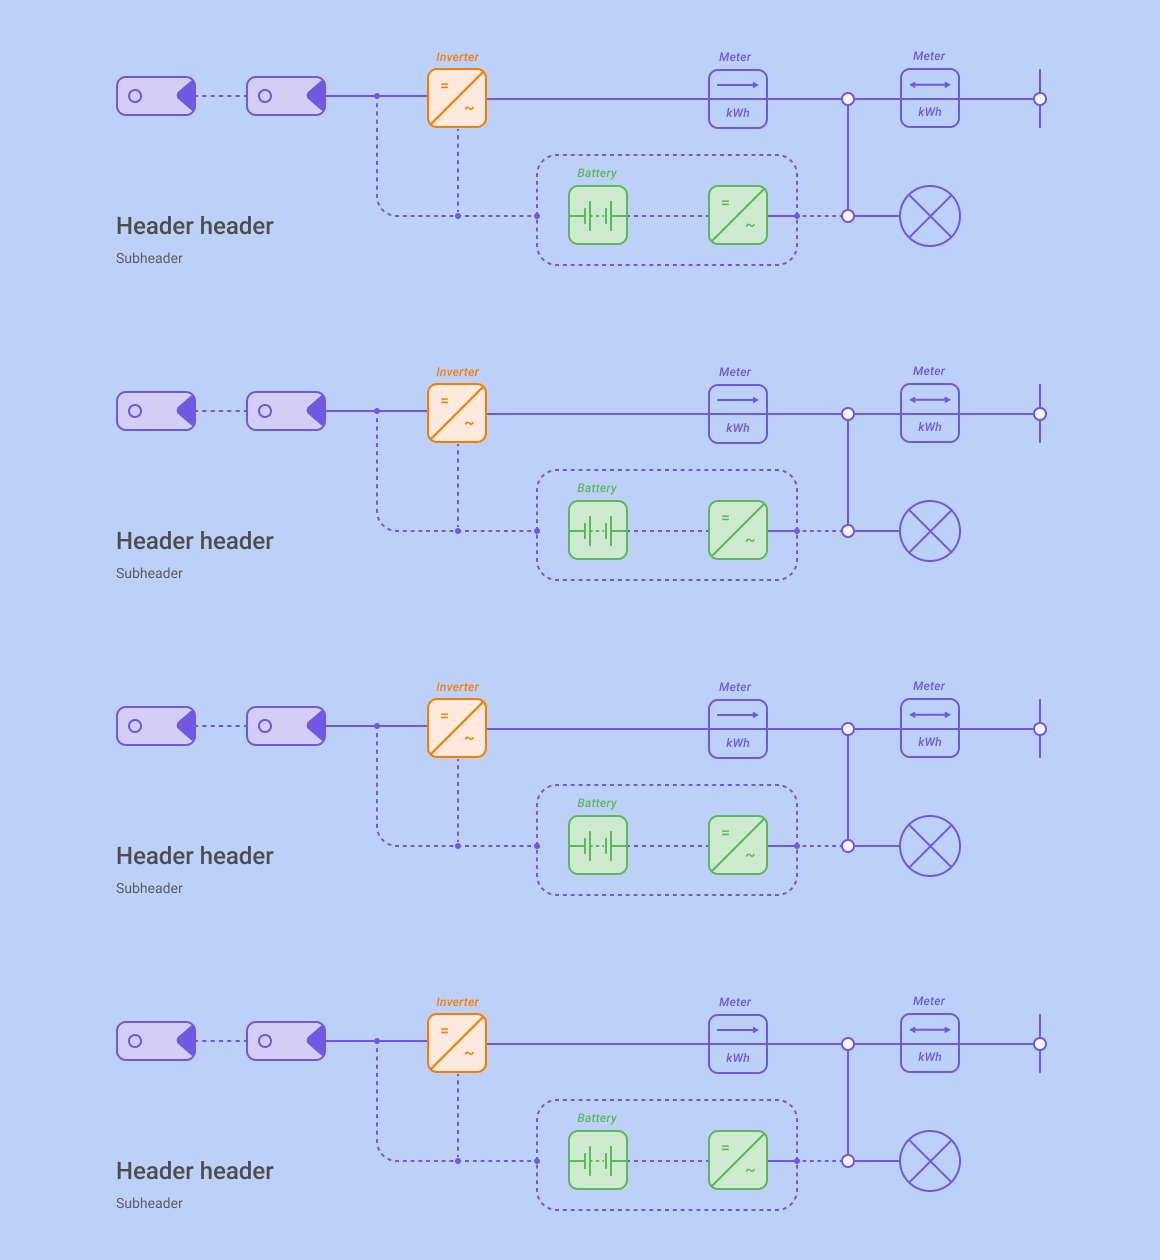 Inverter
Meter
Meter
=
~
kWh
kWh
Battery
=
~
Header header
Subheader
Inverter
Meter
Meter
=
~
kWh
kWh
Battery
=
~
Header header
Subheader
Inverter
Meter
Meter
=
~
kWh
kWh
Battery
=
~
Header header
Subheader
Inverter
Meter
Meter
=
~
kWh
kWh
Battery
=
~
Header header
Subheader